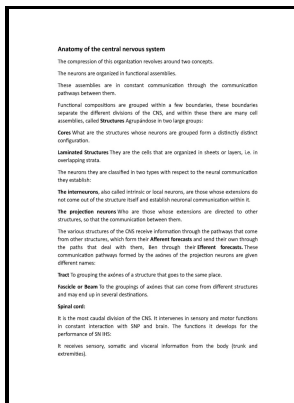 Anatomy of the central nervous system
The compression of this organization revolves around two concepts.
The neurons are organized in functional assemblies.
These assemblies are in constant communication through the communication
pathways between them.
Functional compositions are grouped within a few boundaries, these boundaries
separate the different divisions of the CNS, and within these there are many cell
assemblies, called Structures Agrupándose in two large groups:
Cores What are the structures whose neurons are grouped form a distinctly distinct
configuration.
Laminated Structures They are the cells that are organized in sheets or layers, i.e. in
overlapping strata.
The neurons they are classified in two types with respect to the neural communication
they establish:
The interneurons, also called intrinsic or local neurons, are those whose extensions do
not come out of the structure itself and establish neuronal communication within it.
The projection neurons Who are those whose extensions are directed to other
structures, so that the communication between them.
The various structures of the CNS receive information through the pathways that come
from other structures, which form their Afferent forecasts and send their own through
the paths that deal with them, Ben through their Efferent forecasts. These
communication pathways formed by the axones of the projection neurons are given
different names:
Tract To grouping the axónes of a structure that goes to the same place.
Fascicle or Beam To the groupings of axónes that can come from different structures
and may end up in several destinations.
Spinal cord:
It is the most caudal division of the CNS. It intervenes in sensory and motor functions
in constant interaction with SNP and brain. The functions it develops for the
performance of SN IHS:
It receives sensory, somatic and visceral information from the body (trunk and
extremities).